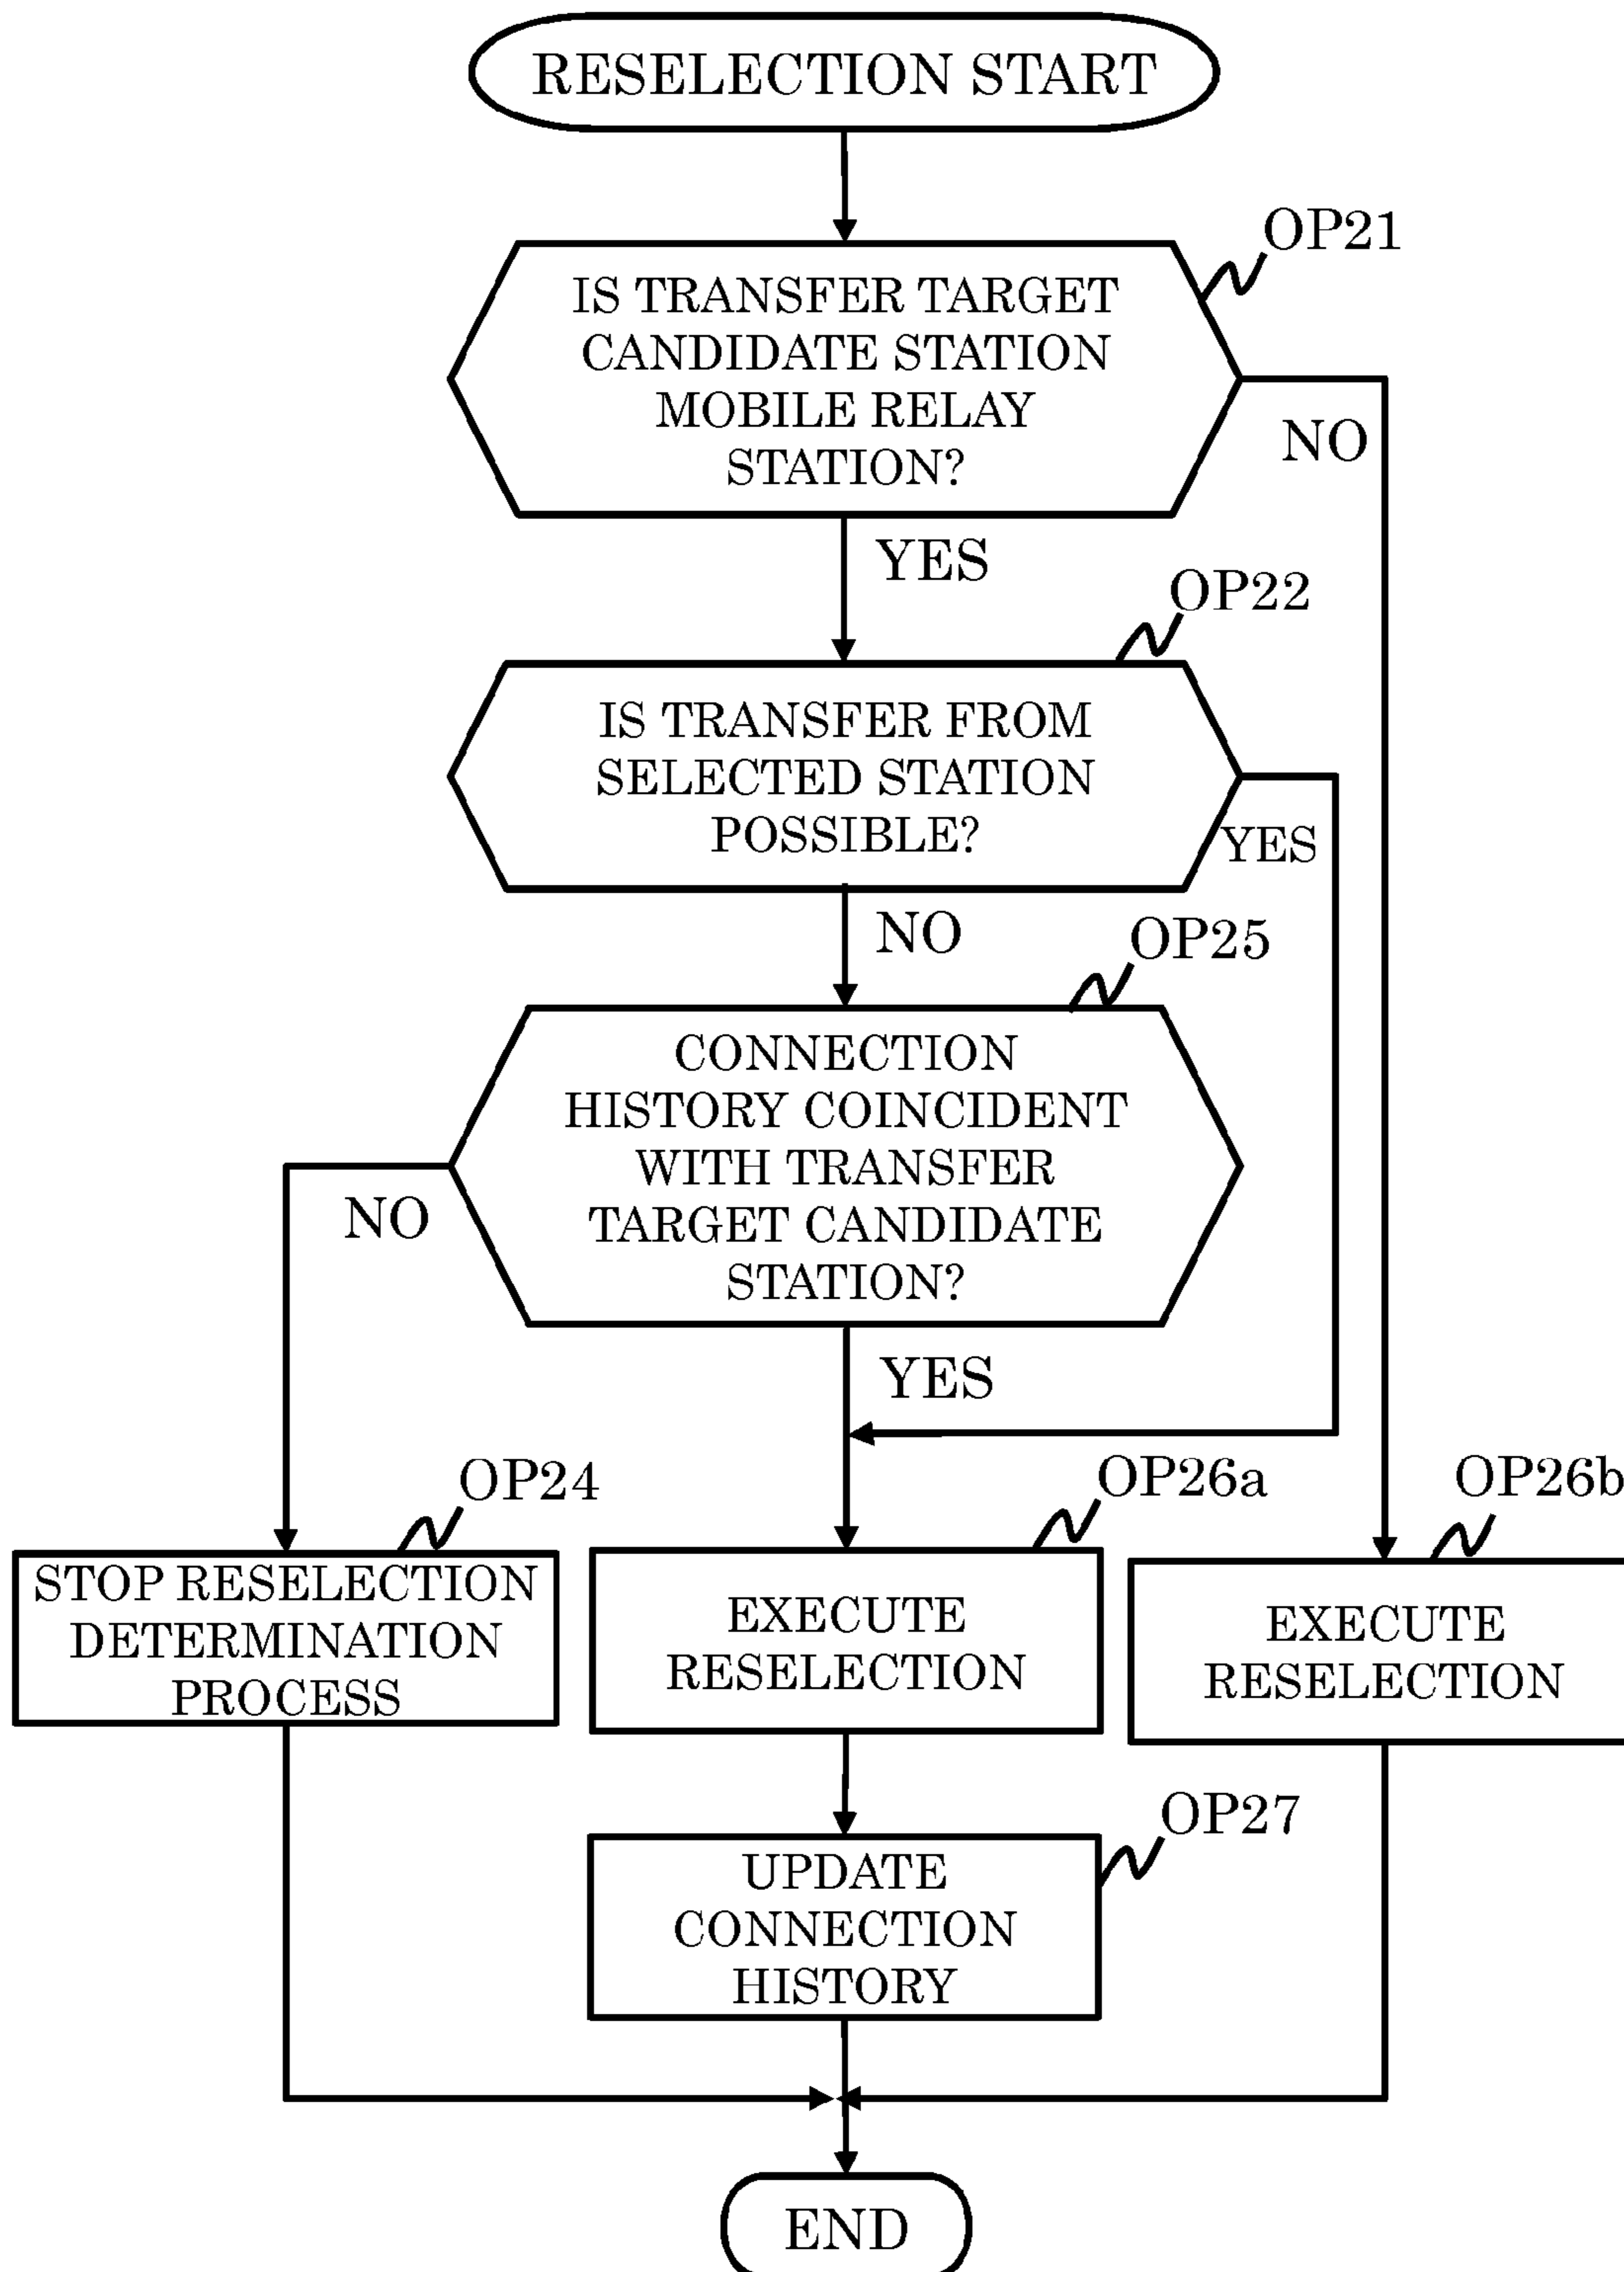 RESELECTION START
OP21
IS TRANSFER TARGET
CANDIDATE STATION
MOBILE RELAY
STATION?
NO
YES
OP22
IS TRANSFER FROM
SELECTED STATION
POSSIBLE?
YES
NO
OP25
CONNECTION
HISTORY COINCIDENT
WITH TRANSFER
TARGET CANDIDATE
STATION?
NO
YES
OP24
STOP RESELECTION
DETERMINATION
PROCESS
OP26a
EXECUTE
RESELECTION
OP26b
EXECUTE
RESELECTION
OP27
UPDATE
CONNECTION
HISTORY
END